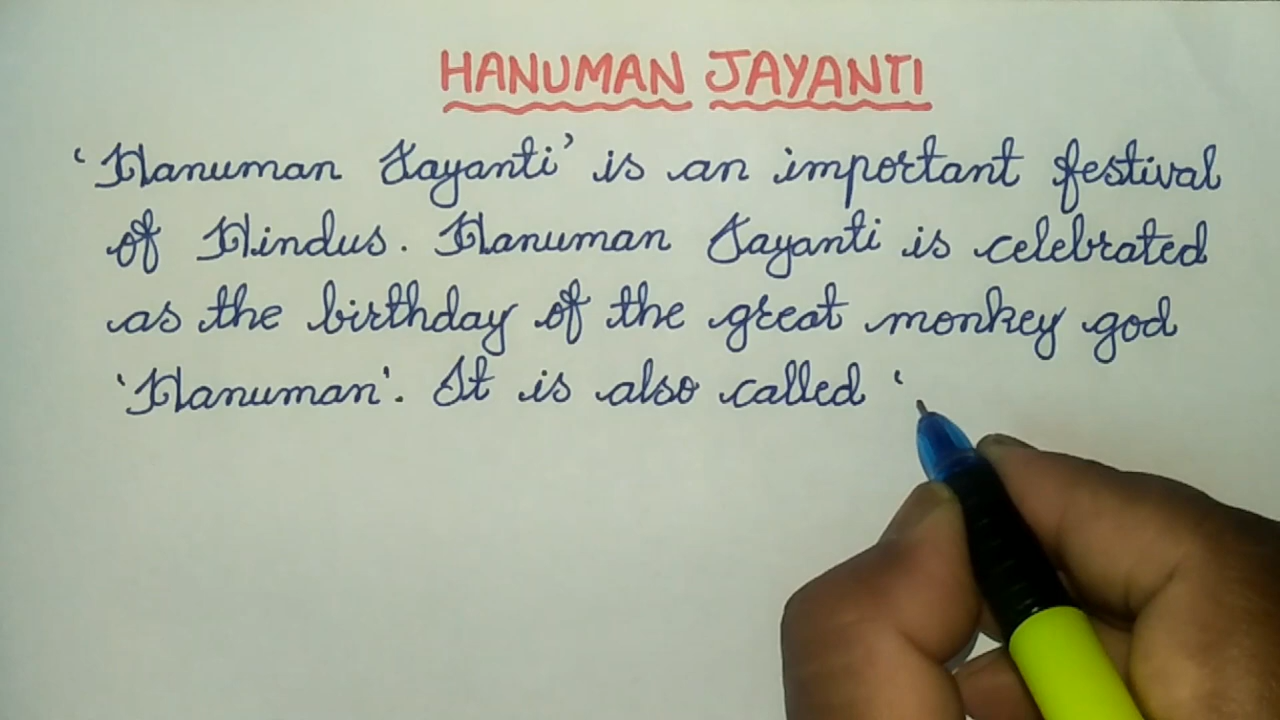 HANUMAN JAYANTI
‘Hanuman Jayanti’ is an important festival
of Hindus. Hanuman Jayanti is celebrated
as the birthday of the great monkey god
‘Hanuman’. It is also called ‘